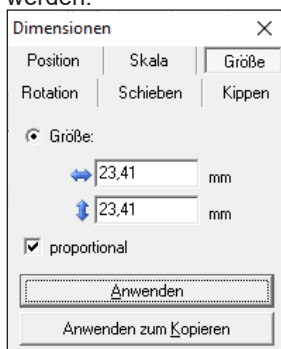 werden.
Dimensionen
Position Skala Größe
Rotation Schieben Kippen
Größe:
23,41 mm
23,41 mm
proportional
Anwenden
Anwenden zum Kopieren